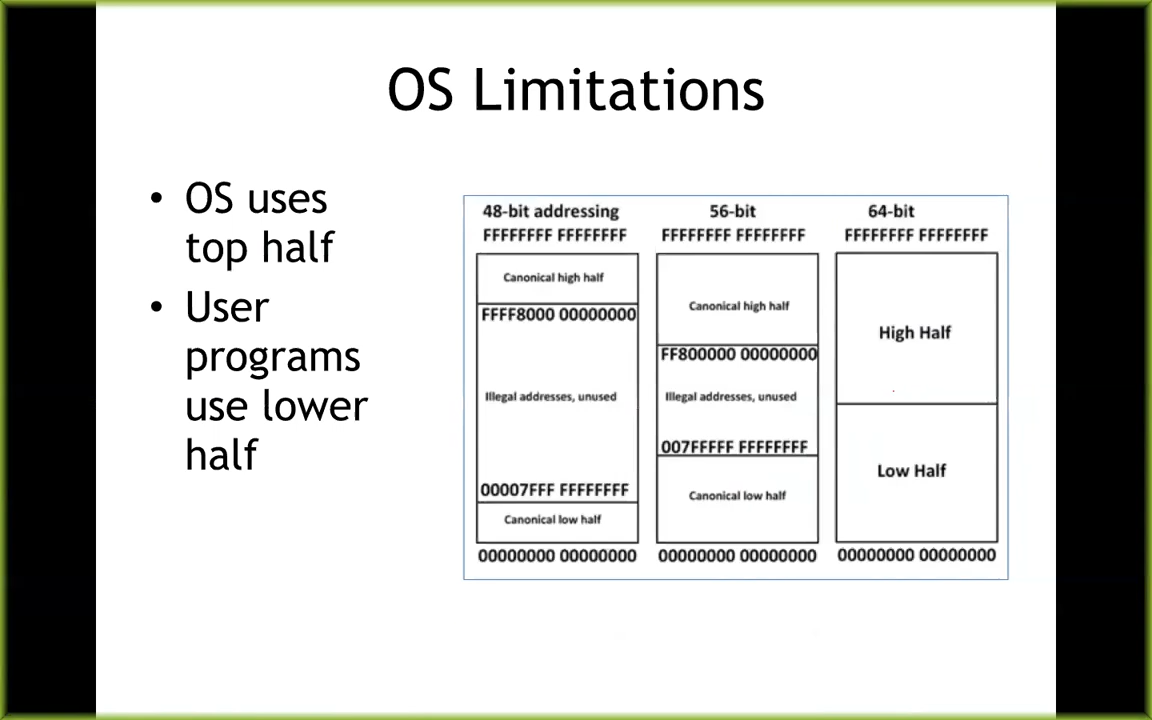 OS Limitations
• OS uses
top half
• User
programs
use lower
half
48-bit addressing
FFFFFFFF FFFFFFFF
Canonical high half
FFFF8000 00000000
Illegal addresses, unused
00007FFF FFFFFFFF
Canonical low half
00000000 00000000
56-bit
FFFFFFFF FFFFFFFF
Canonical high half
FF800000 00000000
Illegal addresses, unused
007FFFFF FFFFFFFF
Canonical low half
00000000 00000000
64-bit
FFFFFFFF FFFFFFFF
High Half
Low Half
00000000 00000000